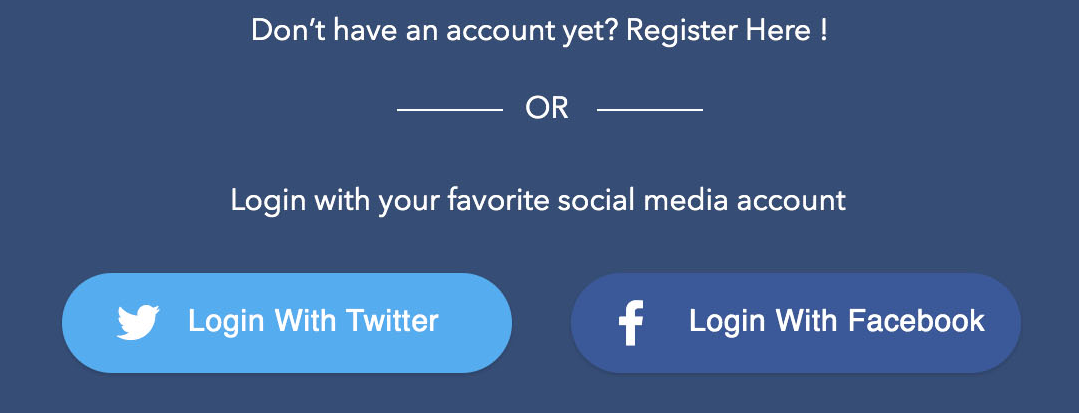 Don’t have an account yet? Register Here !
OR
Login with your favorite social media account
Login With Twitter
Login With Facebook